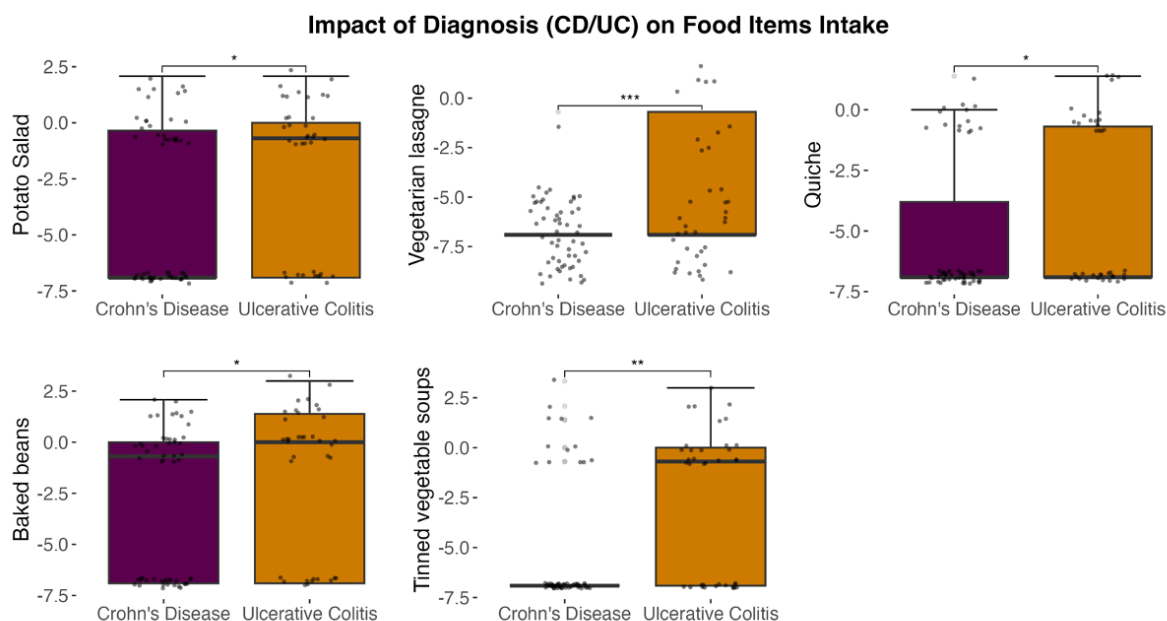 Impact of Diagnosis (CD/UC) on Food Items Intake
Potato Salad
2.5
0.0
-2.5
-5.0
-7.5
*
Crohn's Disease Ulcerative Colitis
Vegetarian lasagne
0.0
-2.5
-5.0
-7.5
***
Crohn's Disease Ulcerative Colitis
Quiche
0.0
-2.5
-5.0
-7.5
*
Crohn's Disease Ulcerative Colitis
Baked beans
2.5
0.0
-2.5
-5.0
-7.5
*
Crohn's Disease Ulcerative Colitis
Tinned vegetable soups
2.5
0.0
-2.5
-5.0
-7.5
**
Crohn's Disease Ulcerative Colitis